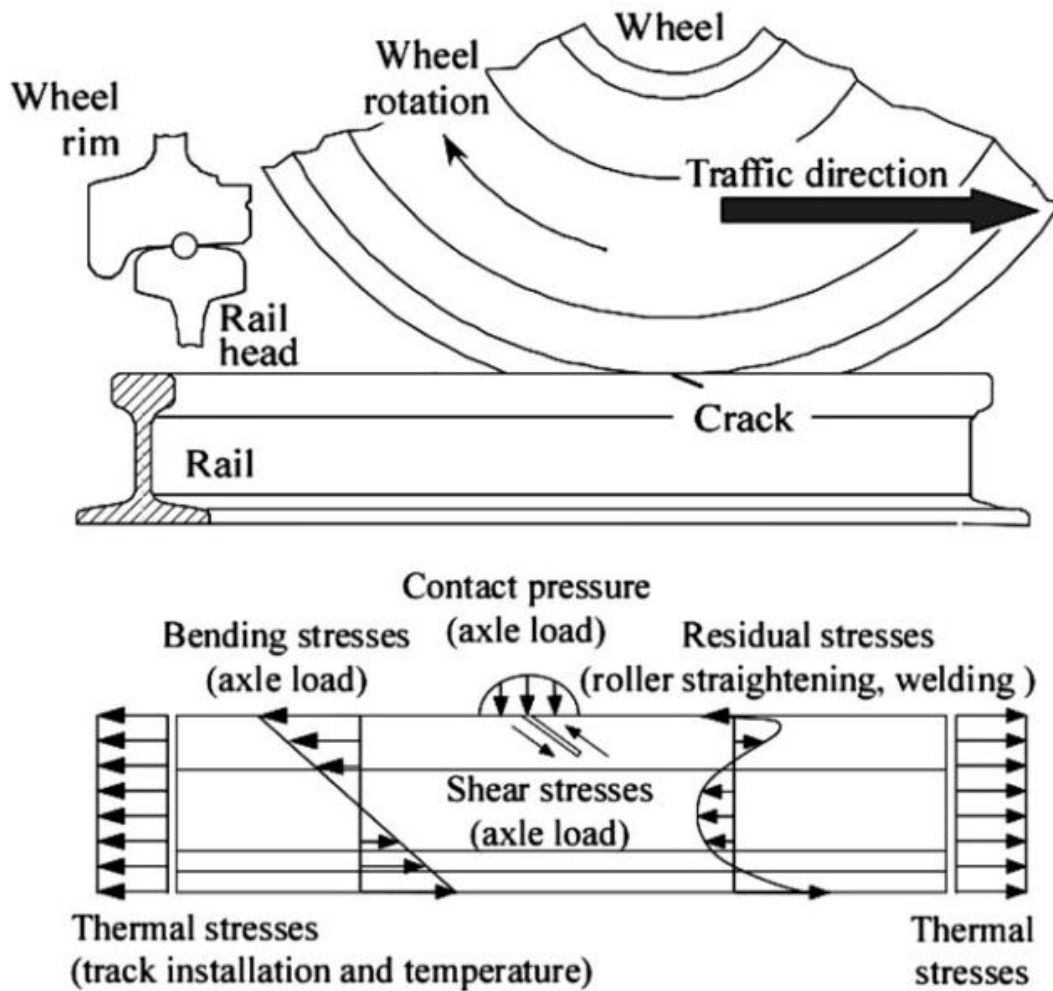 Wheel
Wheel
rotation
Wheel
rim
Traffic direction
Rail
head
Crack
Rail
Contact pressure
(axle load)
Bending stresses
(axle load)
Residual stresses
(roller straightening, welding )
Shear stresses
(axle load)
Thermal stresses
(track installation and temperature)
Thermal
stresses